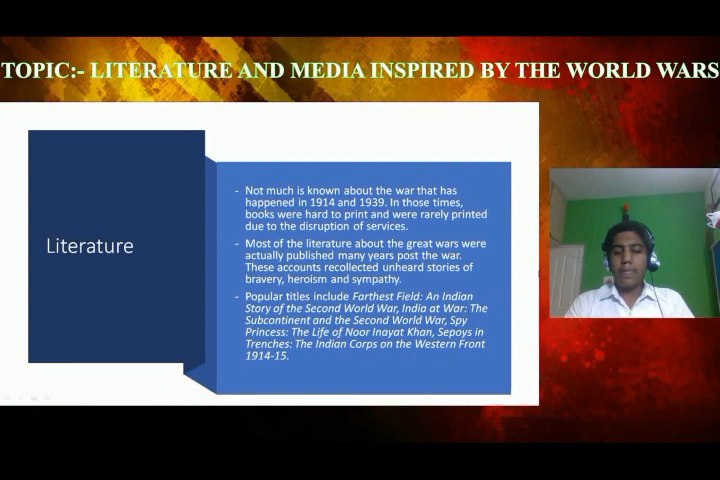 TOPIC:- LITERATURE AND MEDIA INSPIRED BY THE WORLD WARS
Literature
- Not much is known about the war that has
happened in 1914 and 1939. In those times,
books were hard to print and were rarely printed
due to the disruption of services.
- Most of the literature about the great wars were
actually published many years post the war.
These accounts recollected unheard stories of
bravery, heroism and sympathy.
- Popular titles include Farthest Field: An Indian
Story of the Second World War, India at War: The
Subcontinent and the Second World War, Spy
Princess: The Life of Noor Inayat Khan, Sepoys in
Trenches: The Indian Corps on the Western Front
1914-15.